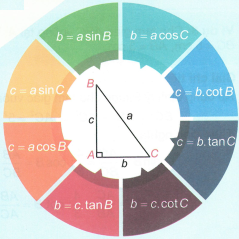 b = a sin B
b = a cos C
c = a sin C
c = b. cot B
c = a cos B
c = b. tan C
b = c. tan B
b = c. cot C
B
c
a
A
b
C